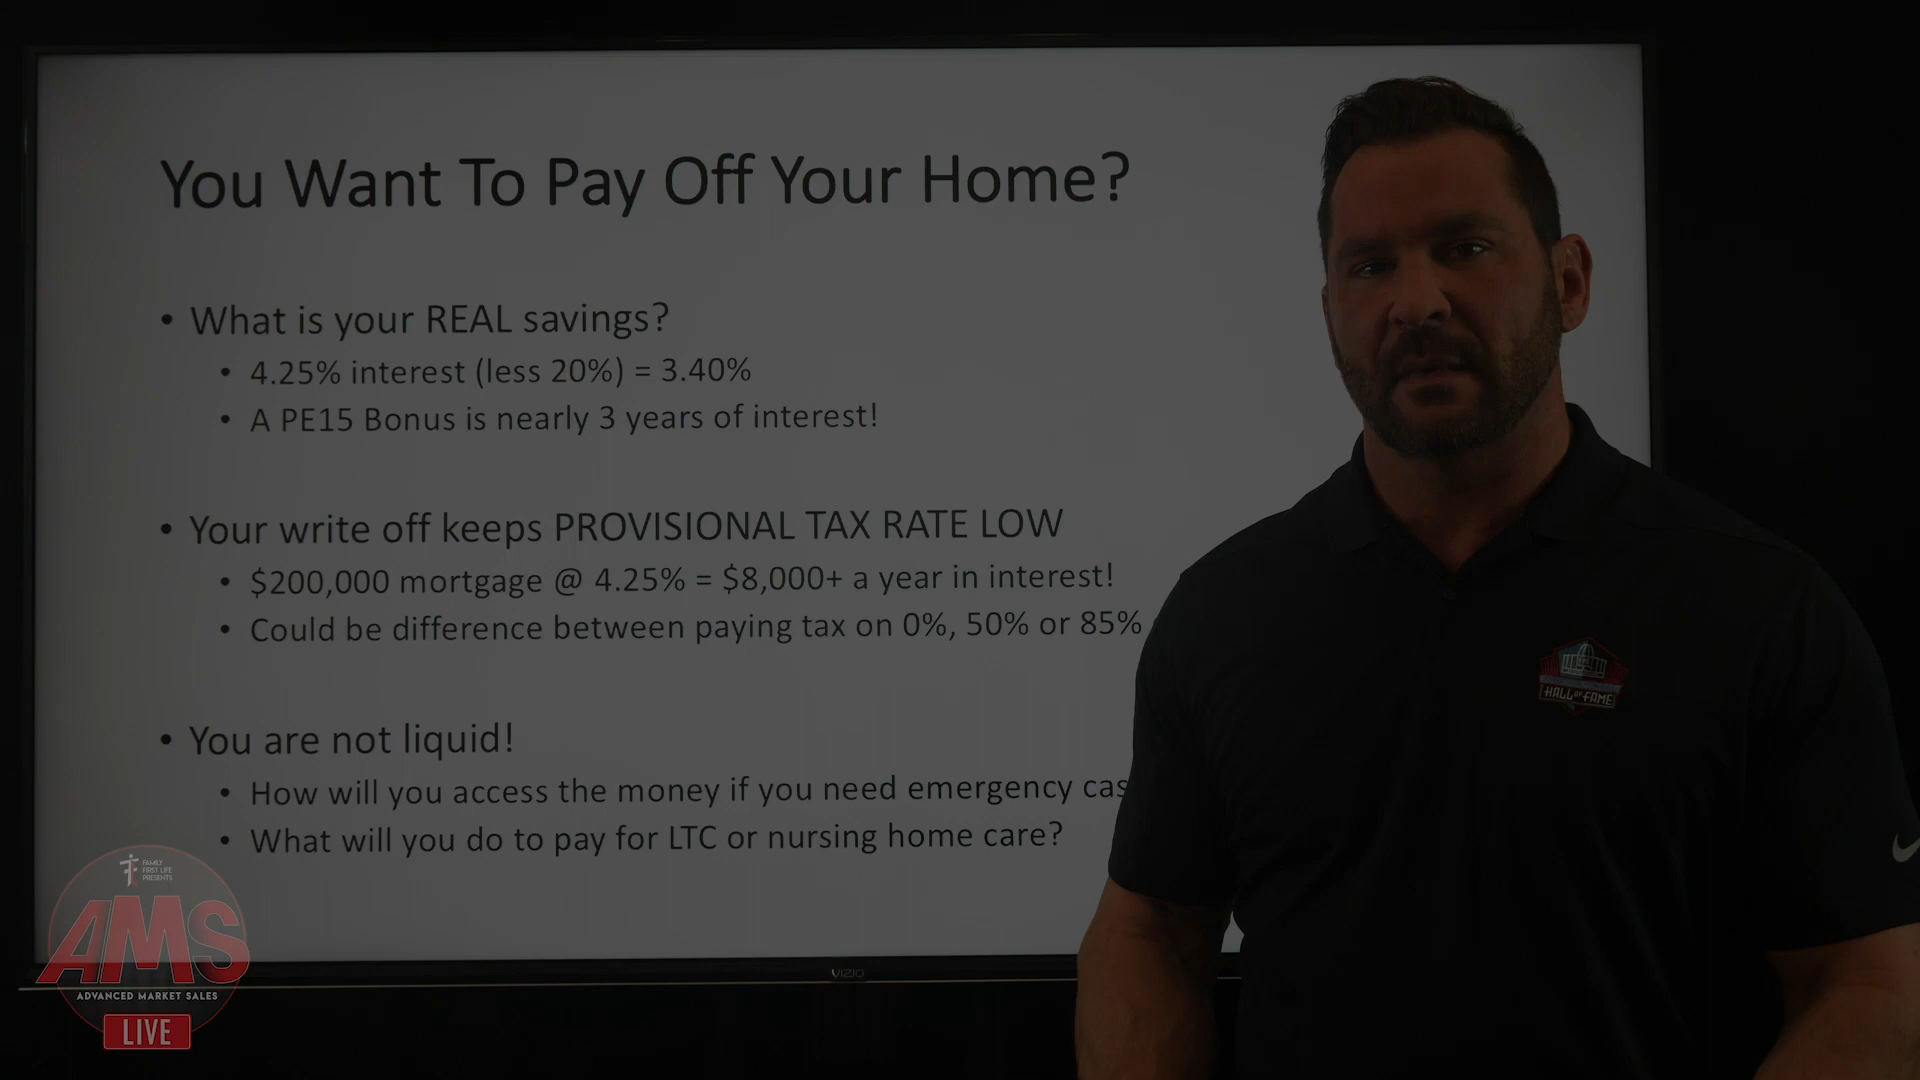 You Want To Pay Off Your Home?
• What is your REAL savings?
• 4.25% interest (less 20%) = 3.40%
• A PE15 Bonus is nearly 3 years of interest!
• Your write off keeps PROVISIONAL TAX RATE LOW
• $200,000 mortgage @ 4.25% = $8,000+ a year in interest!
• Could be difference between paying tax on 0%, 50% or 85%
• You are not liquid!
• How will you access the money if you need emergency cas
• What will you do to pay for LTC or nursing home care?
HALL OF FAME
FAMILY
FIRST LIFE
PRESENTS
AMS
ADVANCED MARKET SALES
LIVE
VIZIO